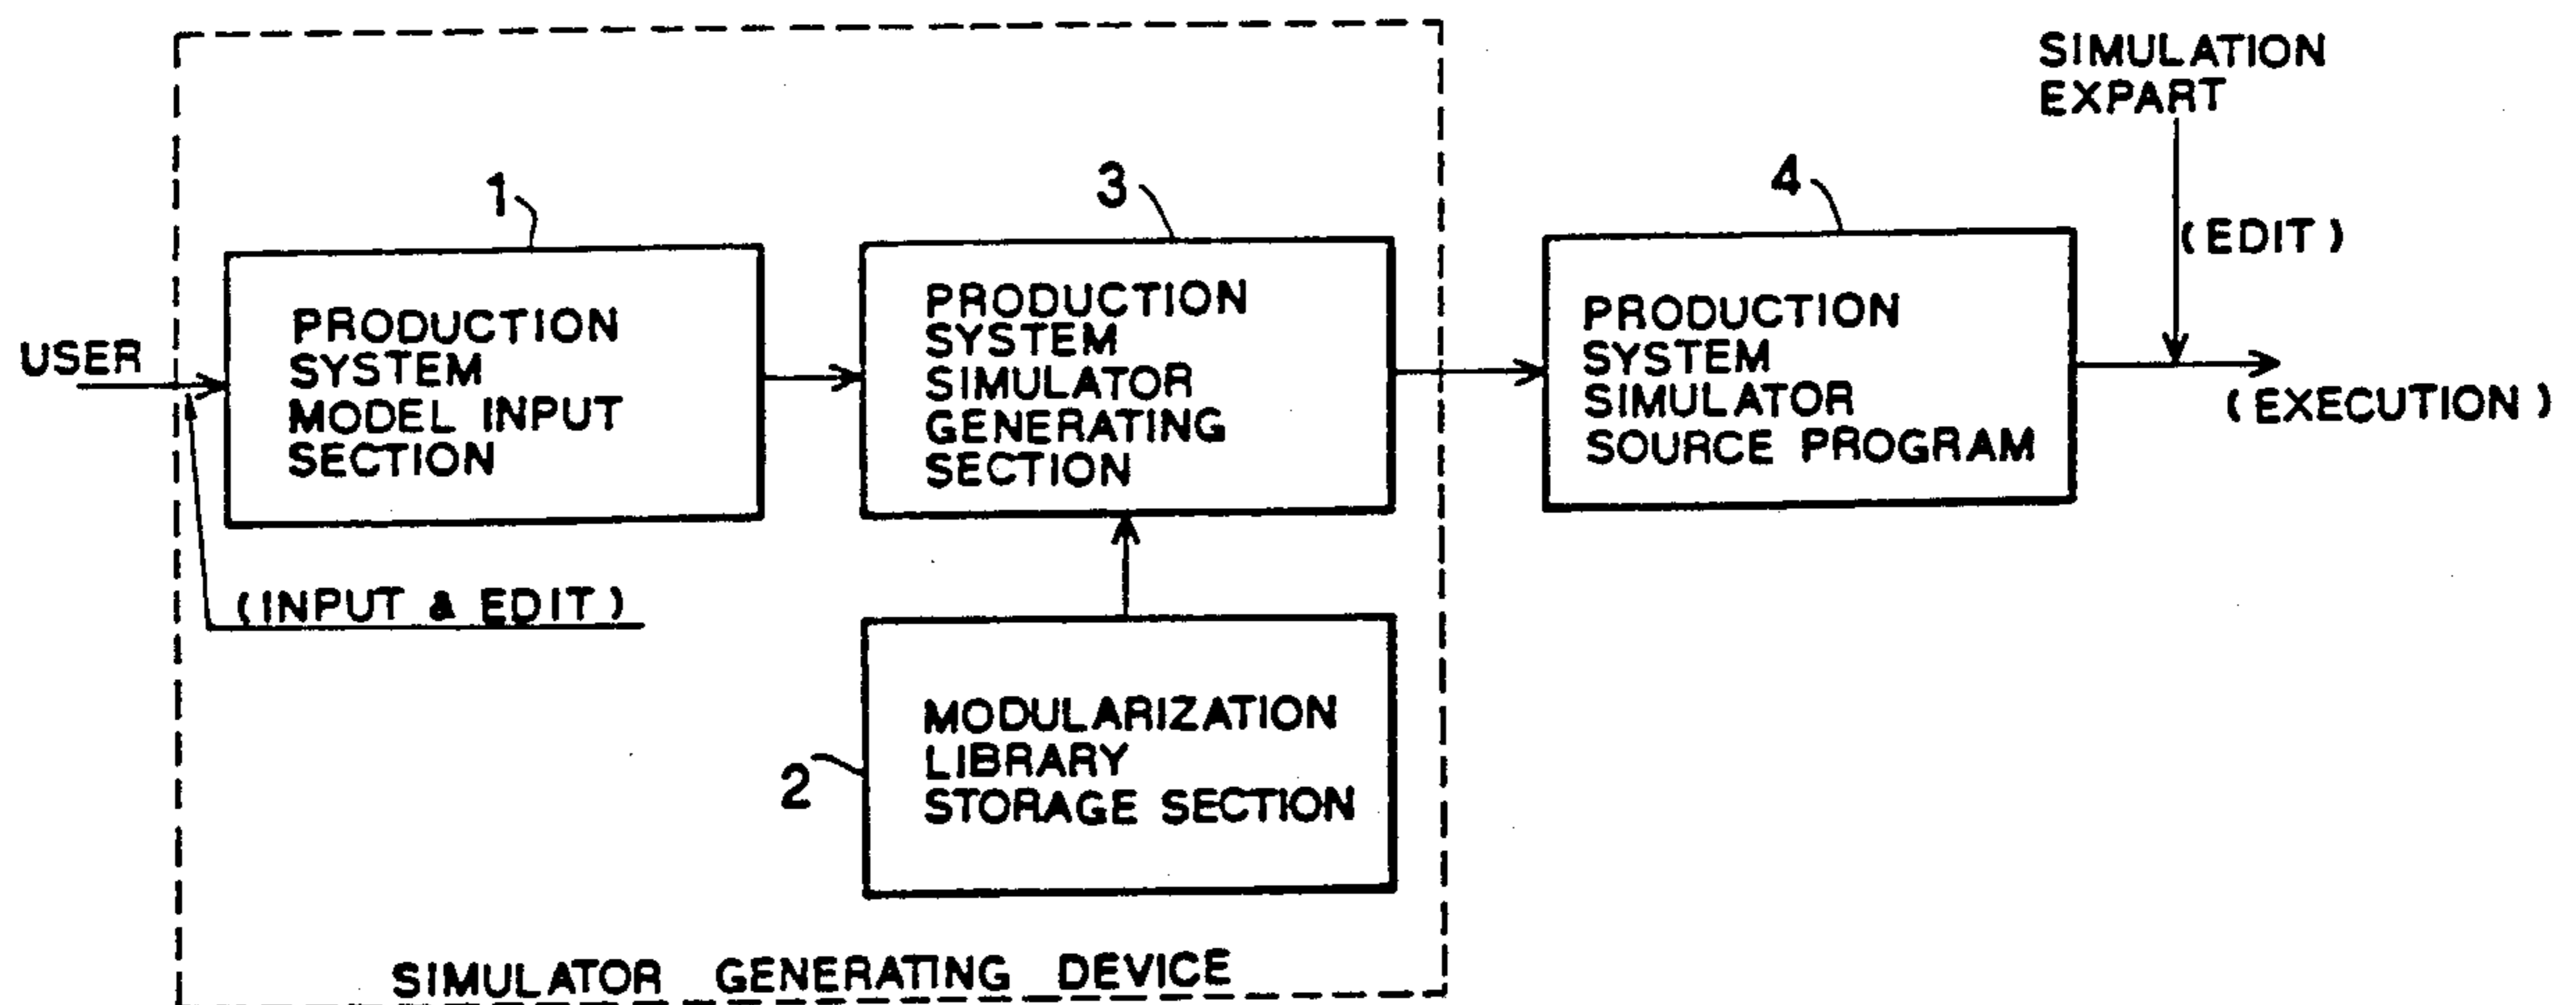 SIMULATION
EXPART
1
3
4
(EDIT)
USER
PRODUCTION
SYSTEM
MODEL INPUT
SECTION
PRODUCTION
SYSTEM
SIMULATOR
GENERATING
SECTION
PRODUCTION
SYSTEM
SIMULATOR
SOURCE PROGRAM
(EXECUTION)
(INPUT & EDIT)
2
MODULARIZATION
LIBRARY
STORAGE SECTION
SIMULATOR GENERATING DEVICE